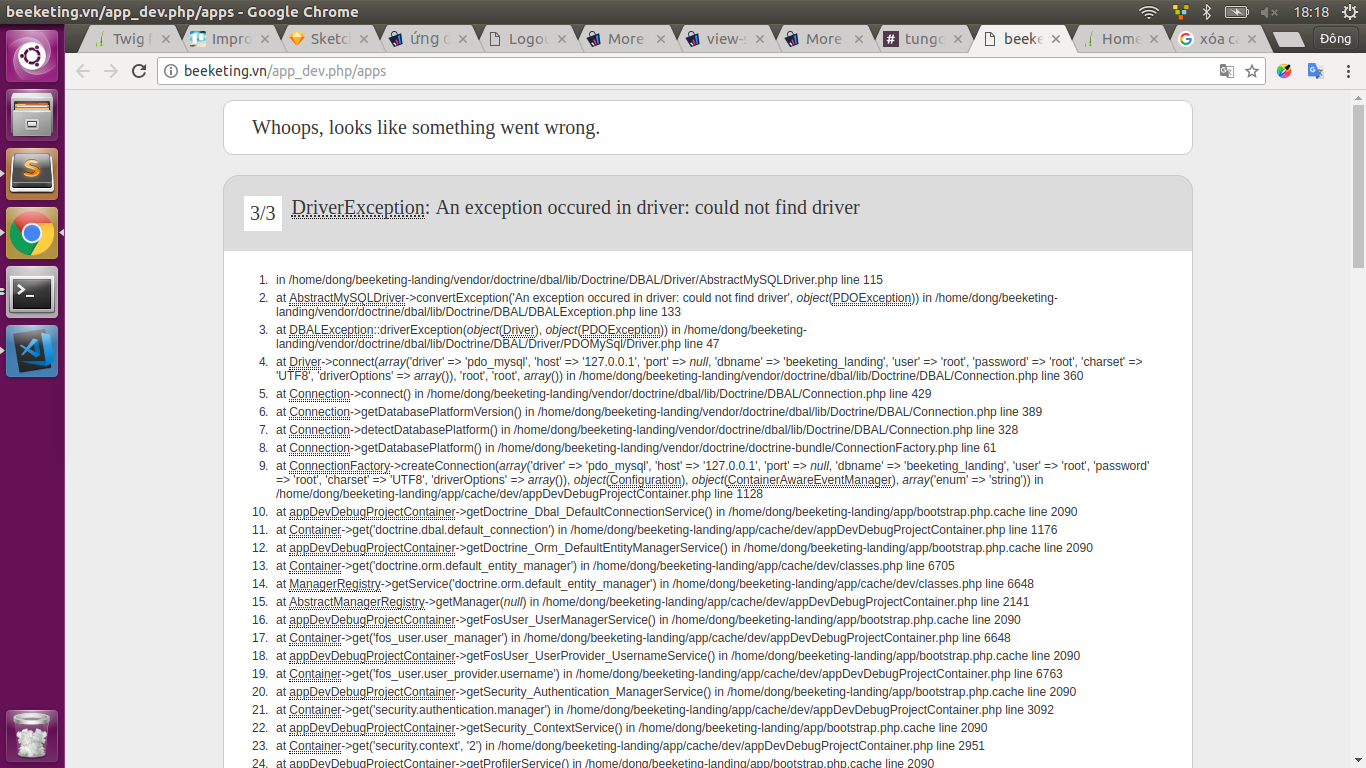 beeketing.vn/app_dev.php/apps - Google Chrome
18:18
Twig
Impro
Sketch
ứng d
Logou
More
view-s
More
tungc
beeke
Home
xóa ca
Đông
beeketing.vn/app_dev.php/apps
Whoops, looks like something went wrong.
3/3 DriverException: An exception occured in driver: could not find driver
1. in /home/dong/beeketing-landing/vendor/doctrine/dbal/lib/Doctrine/DBAL/Driver/AbstractMySQLDriver.php line 115
2. at AbstractMySQLDriver->convertException('An exception occured in driver: could not find driver', object(PDOException)) in /home/dong/beeketing-
landing/vendor/doctrine/dbal/lib/Doctrine/DBAL/DBALException.php line 133
3. at DBALException::driverException(object(Driver), object(PDOException)) in /home/dong/beeketing-
landing/vendor/doctrine/dbal/lib/Doctrine/DBAL/Driver/PDOMySql/Driver.php line 47
4. at Driver->connect(array('driver' => 'pdo_mysql', 'host' => '127.0.0.1', 'port' => null, 'dbname' => 'beeketing_landing', 'user' => 'root', 'password' => 'root', 'charset' =>
'UTF8', 'driverOptions' => array()), 'root', 'root', array()) in /home/dong/beeketing-landing/vendor/doctrine/dbal/lib/Doctrine/DBAL/Connection.php line 360
5. at Connection->connect() in /home/dong/beeketing-landing/vendor/doctrine/dbal/lib/Doctrine/DBAL/Connection.php line 429
6. at Connection->getDatabasePlatformVersion() in /home/dong/beeketing-landing/vendor/doctrine/dbal/lib/Doctrine/DBAL/Connection.php line 389
7. at Connection->detectDatabasePlatform() in /home/dong/beeketing-landing/vendor/doctrine/dbal/lib/Doctrine/DBAL/Connection.php line 328
8. at Connection->getDatabasePlatform() in /home/dong/beeketing-landing/vendor/doctrine/doctrine-bundle/ConnectionFactory.php line 61
9. at ConnectionFactory->createConnection(array('driver' => 'pdo_mysql', 'host' => '127.0.0.1', 'port' => null, 'dbname' => 'beeketing_landing', 'user' => 'root', 'password'
=> 'root', 'charset' => 'UTF8', 'driverOptions' => array()), object(Configuration), object(ContainerAwareEventManager), array('enum' => 'string')) in
/home/dong/beeketing-landing/app/cache/dev/appDevDebugProjectContainer.php line 1128
10. at appDevDebugProjectContainer->getDoctrine_Dbal_DefaultConnectionService() in /home/dong/beeketing-landing/app/bootstrap.php.cache line 2090
11. at Container->get('doctrine.dbal.default_connection') in /home/dong/beeketing-landing/app/cache/dev/appDevDebugProjectContainer.php line 1176
12. at appDevDebugProjectContainer->getDoctrine_Orm_DefaultEntityManagerService() in /home/dong/beeketing-landing/app/bootstrap.php.cache line 2090
13. at Container->get('doctrine.orm.default_entity_manager') in /home/dong/beeketing-landing/app/cache/dev/classes.php line 6705
14. at ManagerRegistry->getService('doctrine.orm.default_entity_manager') in /home/dong/beeketing-landing/app/cache/dev/classes.php line 6648
15. at AbstractManagerRegistry->getManager(null) in /home/dong/beeketing-landing/app/cache/dev/appDevDebugProjectContainer.php line 2141
16. at appDevDebugProjectContainer->getFosUser_UserManagerService() in /home/dong/beeketing-landing/app/bootstrap.php.cache line 2090
17. at Container->get('fos_user.user_manager') in /home/dong/beeketing-landing/app/cache/dev/appDevDebugProjectContainer.php line 6648
18. at appDevDebugProjectContainer->getFosUser_UserProvider_UsernameService() in /home/dong/beeketing-landing/app/bootstrap.php.cache line 2090
19. at Container->get('fos_user.user_provider.username') in /home/dong/beeketing-landing/app/cache/dev/appDevDebugProjectContainer.php line 6763
20. at appDevDebugProjectContainer->getSecurity_Authentication_ManagerService() in /home/dong/beeketing-landing/app/bootstrap.php.cache line 2090
21. at Container->get('security.authentication.manager') in /home/dong/beeketing-landing/app/cache/dev/appDevDebugProjectContainer.php line 3092
22. at appDevDebugProjectContainer->getSecurity_ContextService() in /home/dong/beeketing-landing/app/bootstrap.php.cache line 2090
23. at Container->get('security.context', '2') in /home/dong/beeketing-landing/app/cache/dev/appDevDebugProjectContainer.php line 2951
24. at appDevDebugProjectContainer->getProfilerService() in /home/dong/beeketing-landing/app/bootstrap.php.cache line 2090